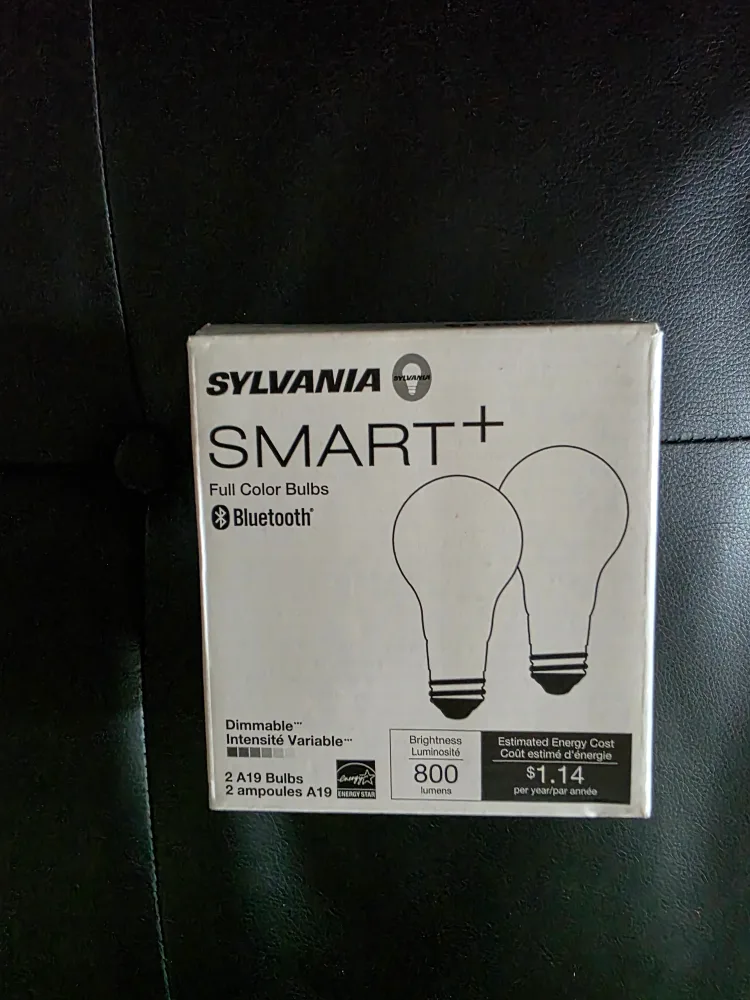 SYLVANIA
SYLVANIA
SMART+
Full Color Bulbs
Bluetooth®
Dimmable***
Intensité Variable***
2 A19 Bulbs
2 ampoules A19
energy
ENERGY STAR
Brightness
Luminosité
800
lumens
Estimated Energy Cost
Coût estimé d'énergie
$1.14
per year/par année